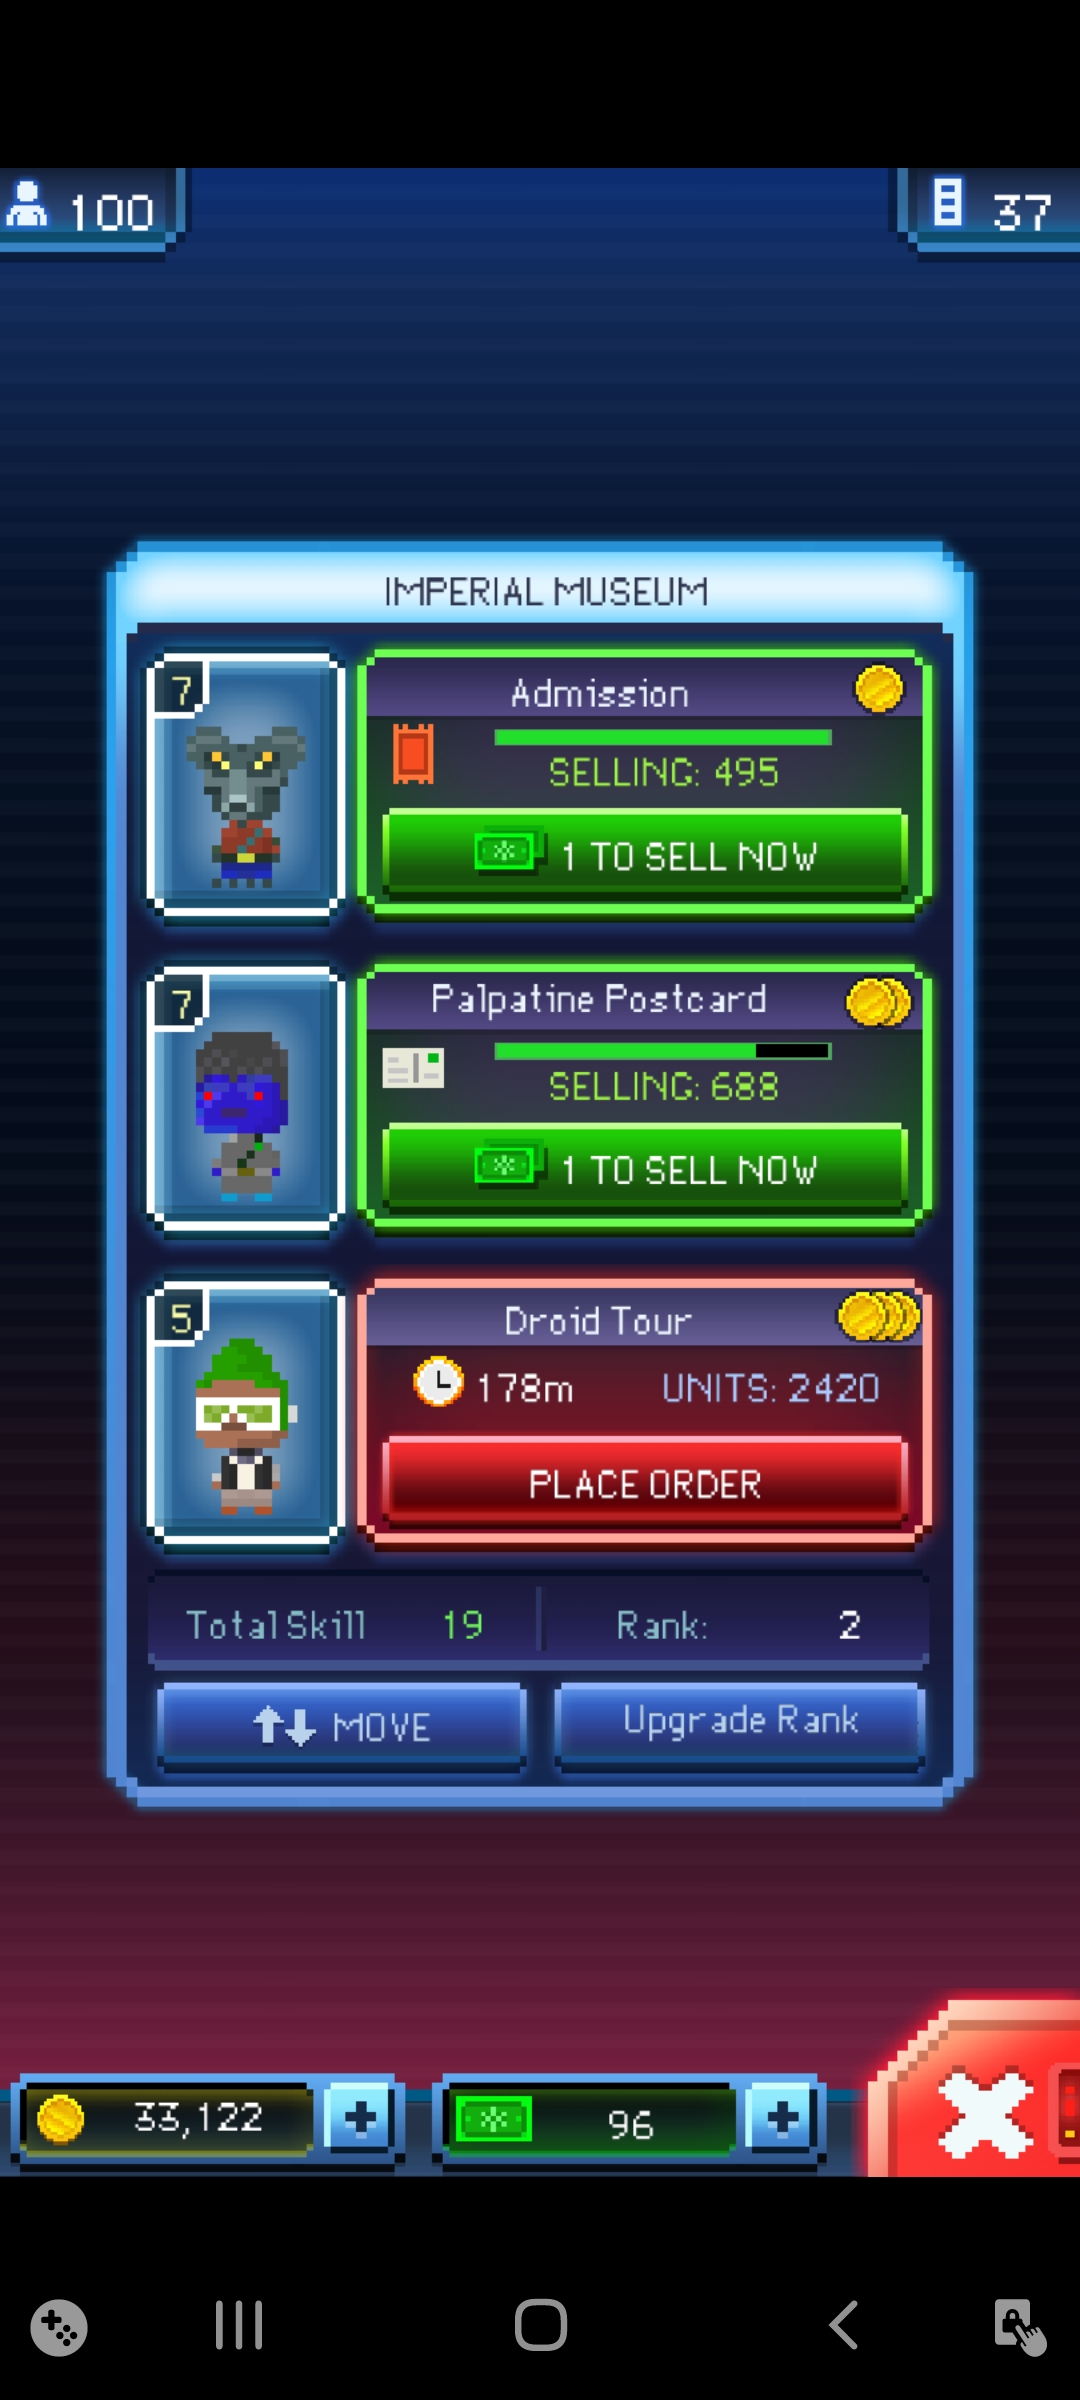 100
37
IMPERIAL MUSEUM
7
Admission
SELLING: 495
1 TO SELL NOW
7
Palpatine Postcard
SELLING: 688
1 TO SELL NOW
5
Droid Tour
178m UNITS: 2420
PLACE ORDER
Total Skill 19 Rank: 2
MOVE Upgrade Rank
33,122 96